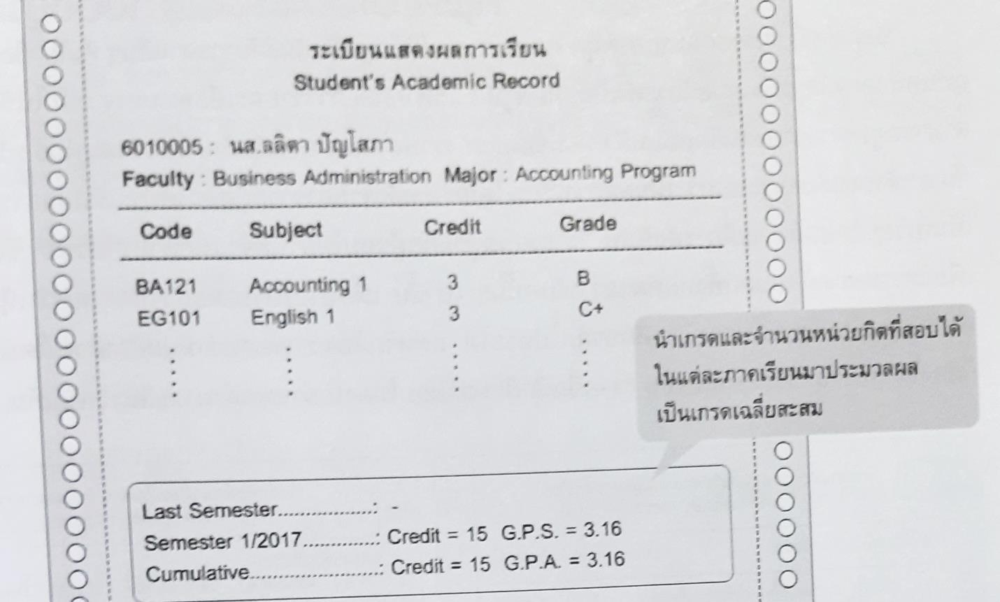 ระเบียนแสดงผลการเรียน
Student's Academic Record
6010005 : นส.ลลิตา ปัญโสภา
Faculty : Business Administration Major : Accounting Program
Code Subject Credit Grade
BA121 Accounting 1 3 B
EG101 English 1 3 C+
นำเกรดและจำนวนหน่วยกิตที่สอบได้
ในแต่ละภาคเรียนมาประมวลผล
เป็นเกรดเฉลี่ยสะสม
Last Semester.................: -
Semester 1/2017.............: Credit = 15 G.P.S. = 3.16
Cumulative.......................: Credit = 15 G.P.A. = 3.16